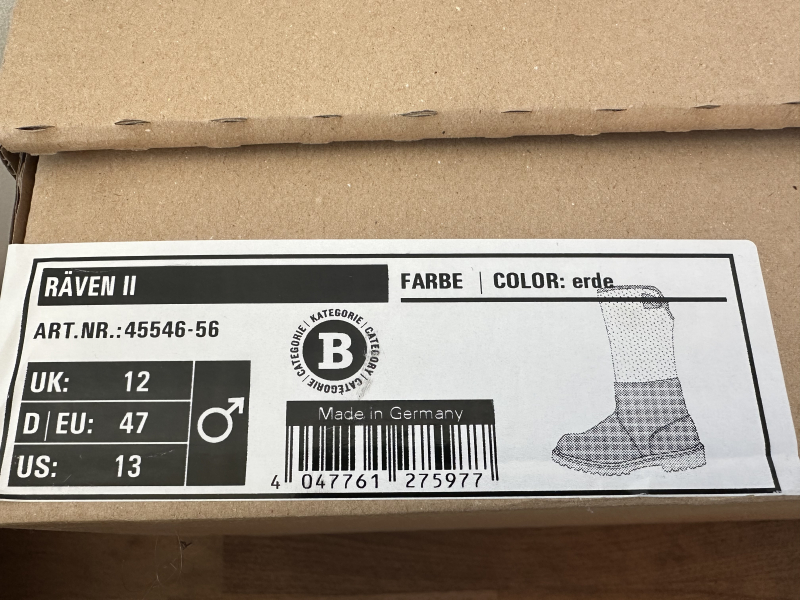 RÄVEN II
FARBE | COLOR: erde
ART.NR.:45546-56
KATEGORIE / CATEGORY / CATÉGORIE / CATEGORIE /
B
UK: 12
D|EU: 47
US: 13
Made in Germany
4 047761 275977